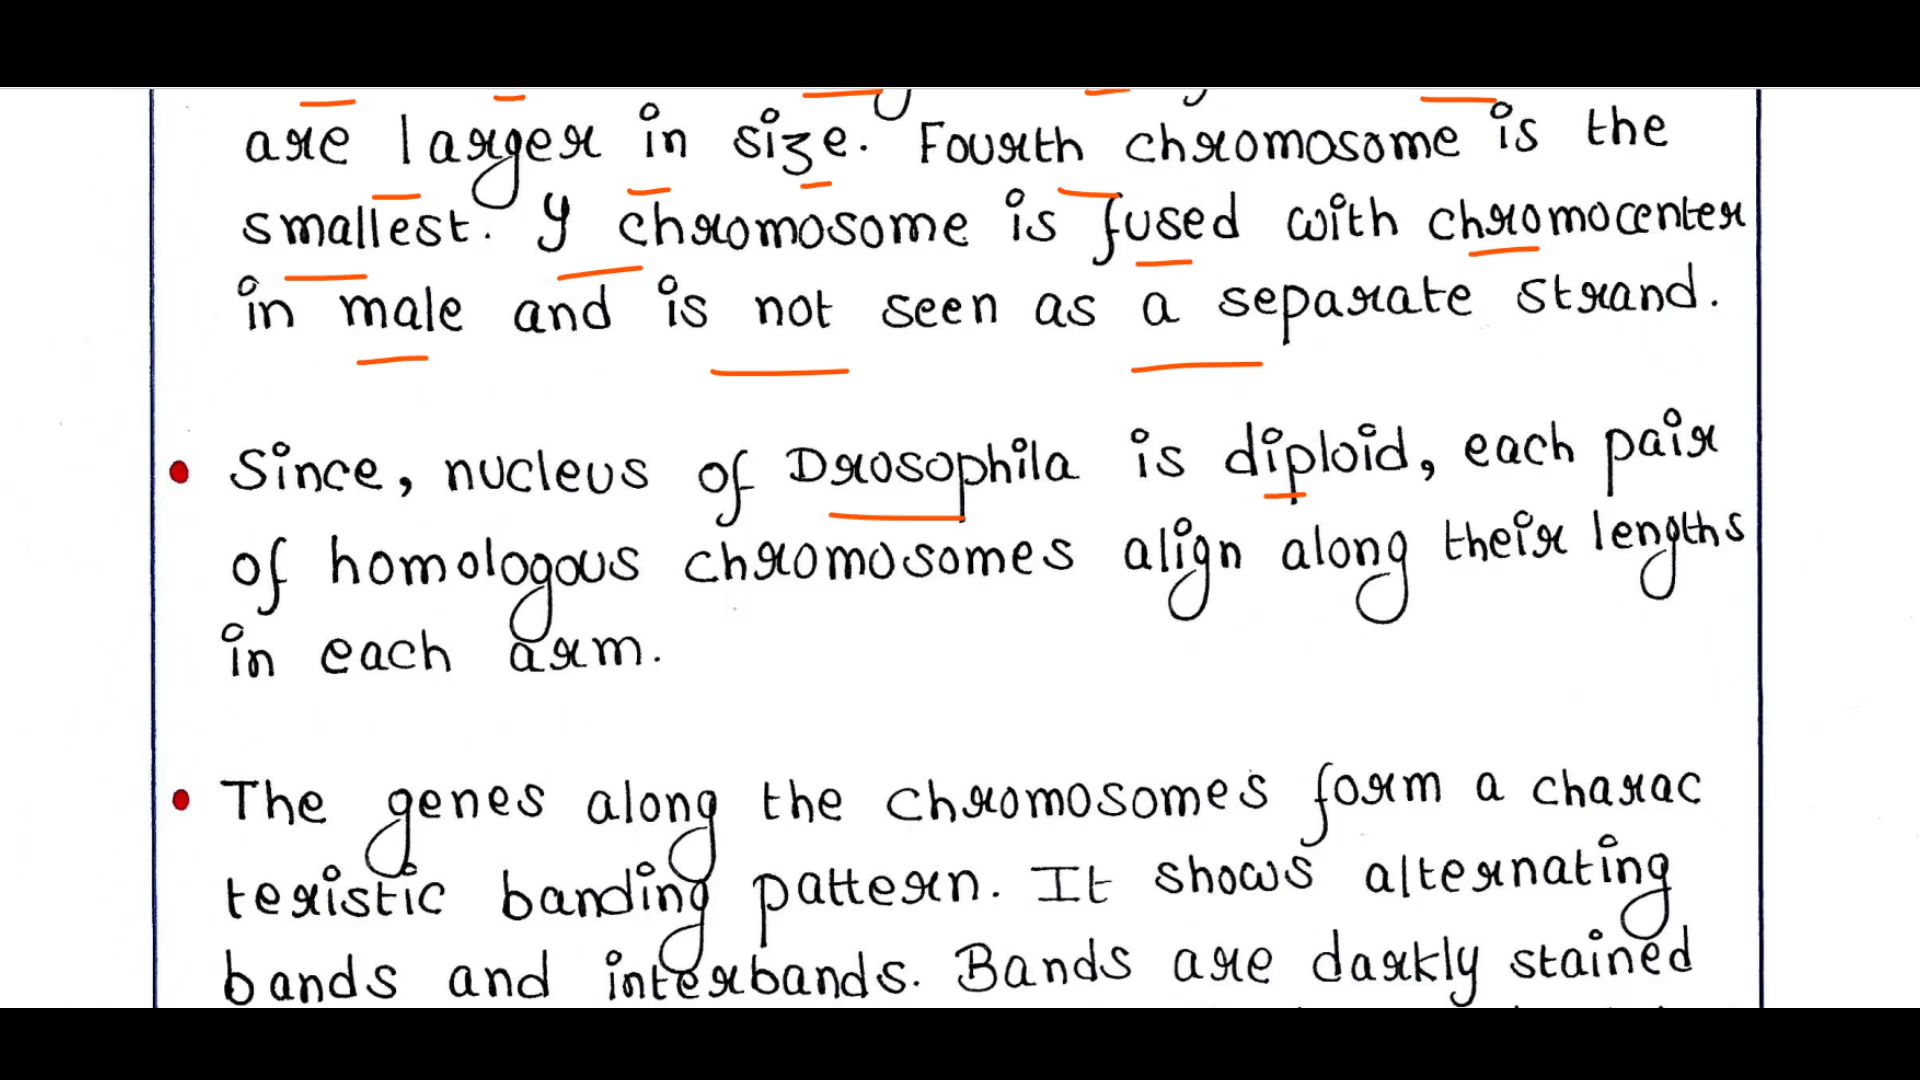 are larger in size. Fourth chromosome is the
smallest. Y chromosome is fused with chromocenter
in male and is not seen as a separate strand.
• Since, nucleus of Drosophila is diploid, each pair
of homologous chromosomes align along their lengths
in each arm.
• The genes along the chromosomes form a charac
teristic banding pattern. It shows alternating
bands and interbands. Bands are darkly stained